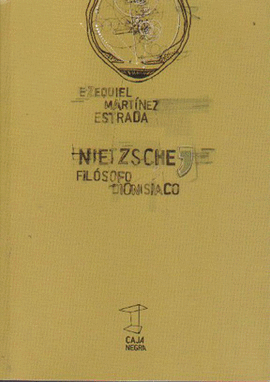 EZEQUIEL
MARTÍNEZ
ESTRADA
NIETZSCHE,
FILÓSOFO
DIONISÍACO
CAJA
NEGRA